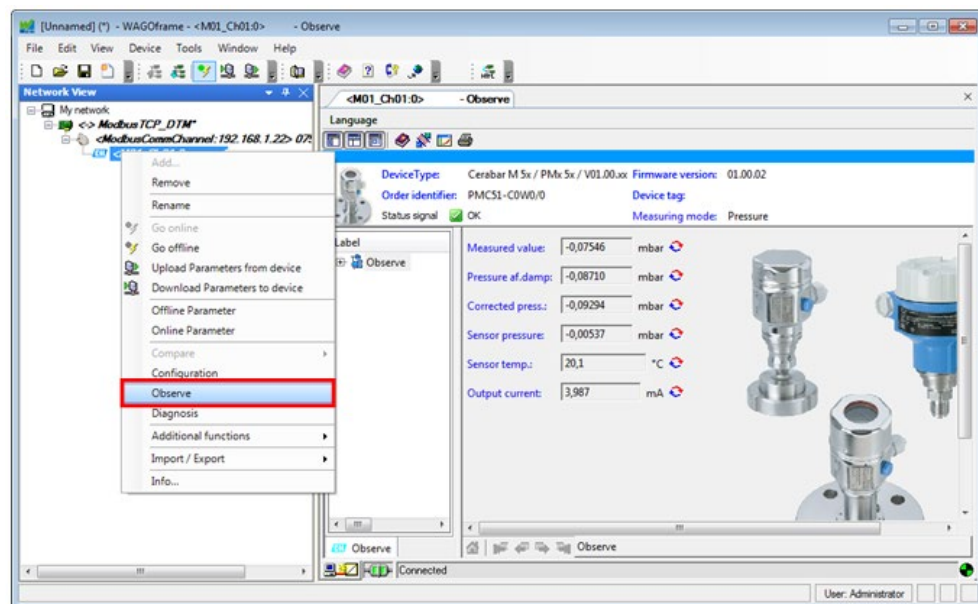 [Unnamed] (*) - WAGOframe - <M01_Ch01:0> - Observe
File Edit View Device Tools Window Help
Network View
My network
<-> ModbusTCP_DTM*
<ModbusCommChannel:192.168.1.22> 07
Add...
Remove
Rename
Go online
Go offline
Upload Parameters from device
Download Parameters to device
Offline Parameter
Online Parameter
Compare
Configuration
Observe
Diagnosis
Additional functions
Import / Export
Info...
<M01_Ch01:0> - Observe
Language
DeviceType: Cerabar M 5x / PMx 5x / V01.00.xx Firmware version: 01.00.02
Order identifier: PMC51-C0W0/0 Device tag:
Status signal OK Measuring mode: Pressure
Label
Observe
Measured value: -0,07546 mbar
Pressure af.damp: -0,08710 mbar
Corrected press.: -0,09294 mbar
Sensor pressure: -0,00537 mbar
Sensor temp.: 20,1 °C
Output current: 3,987 mA
Observe
Observe
Connected
User: Administrator